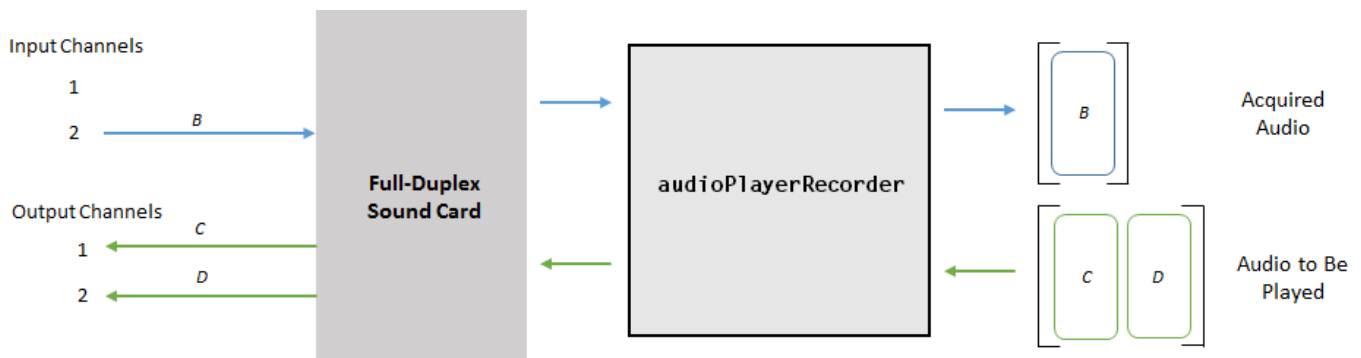 Input Channels
1
2
B
Output Channels
1
C
2
D
Full-Duplex
Sound Card
audioPlayerRecorder
B
Acquired
Audio
C
D
Audio to Be
Played